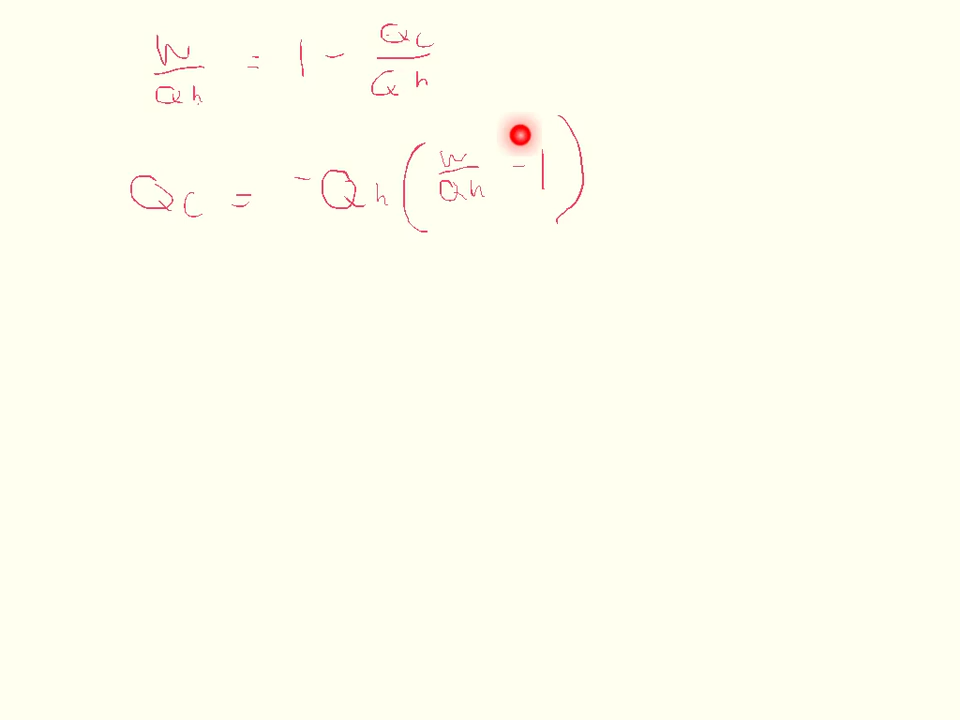 W/Qh = 1 - Qc/Qh
Qc = -Qh (W/Qh - 1)